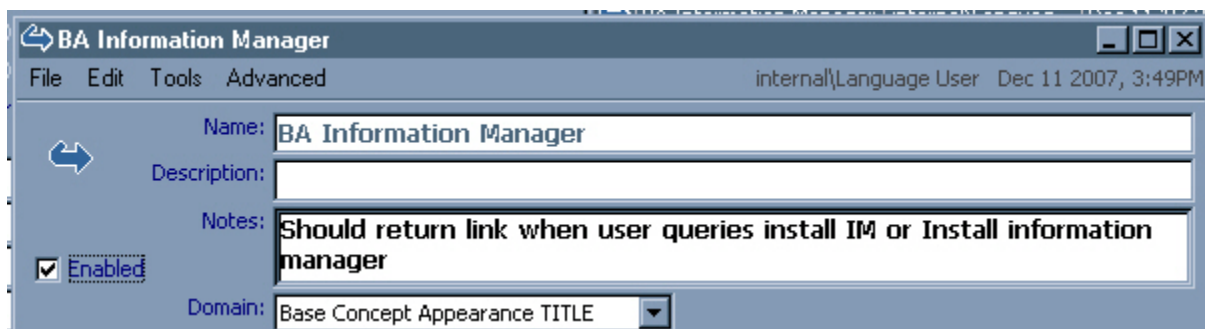 BA Information Manager
File Edit Tools Advanced internal\Language User Dec 11 2007, 3:49PM
Name: BA Information Manager
Description:
Notes: Should return link when user queries install IM or Install information
manager
Enabled
Domain: Base Concept Appearance TITLE